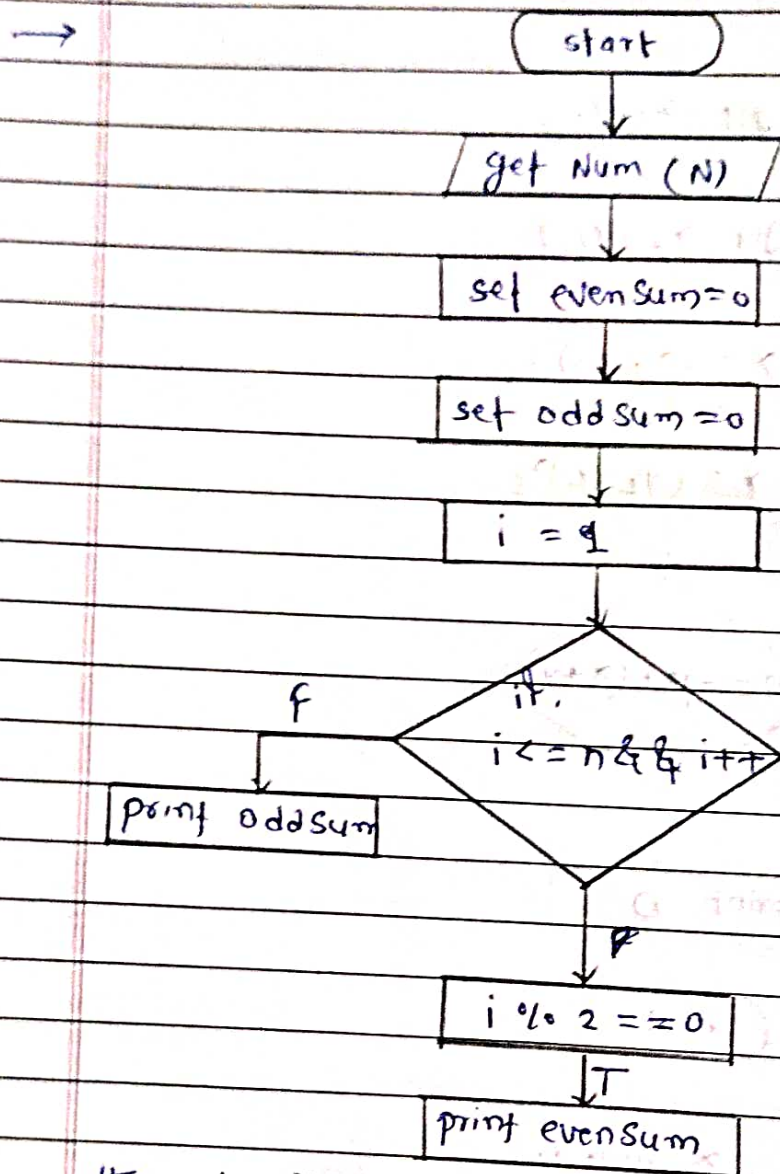 start
get Num (N)
set evenSum=0
set oddSum=0
i = 1
if.
i<=n&&i++
f
print oddSum
i % 2 ==0
T
print evenSum